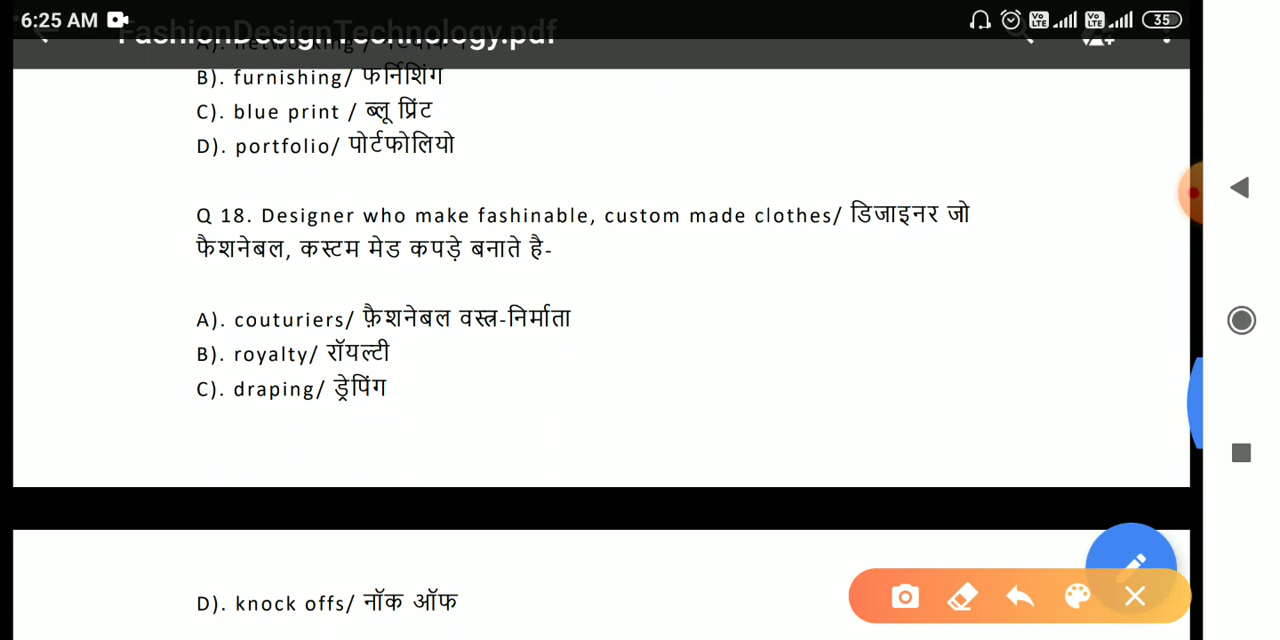 6:25 AM
35
FashionDesignTechnology.pdf
B). furnishing/ फर्निशिंग
C). blue print / ब्लू प्रिंट
D). portfolio/ पोर्टफोलियो
Q 18. Designer who make fashinable, custom made clothes/ डिजाइनर जो
फैशनेबल, कस्टम मेड कपड़े बनाते है-
A). couturiers/ फ़ैशनेबल वस्त्र-निर्माता
B). royalty/ रॉयल्टी
C). draping/ ड्रेपिंग
D). knock offs/ नॉक ऑफ